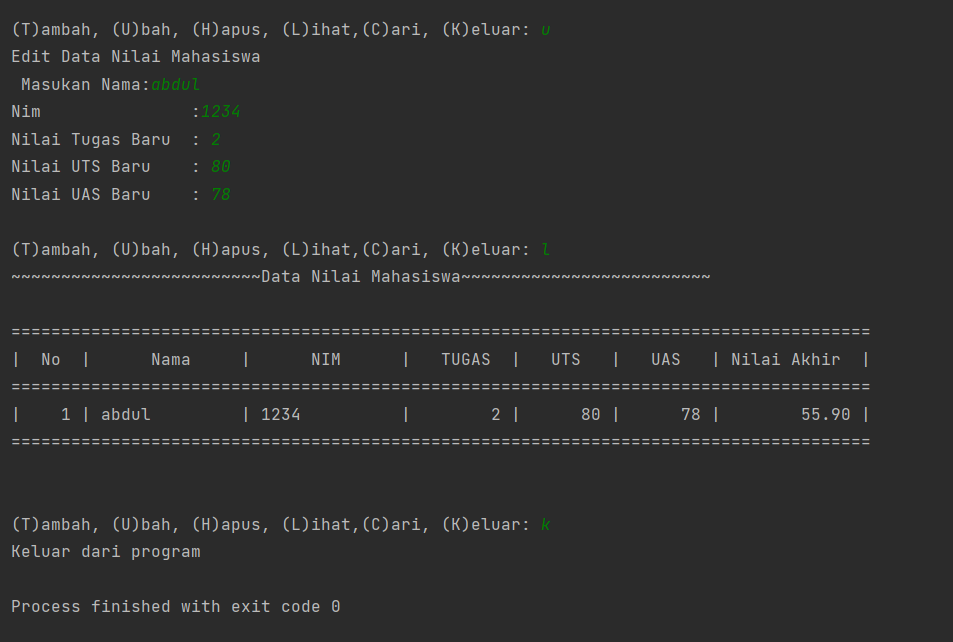 (T)ambah, (U)bah, (H)apus, (L)ihat,(C)ari, (K)eluar: u
Edit Data Nilai Mahasiswa
 Masukan Nama:abdul
Nim               :1234
Nilai Tugas Baru  : 2
Nilai UTS Baru    : 80
Nilai UAS Baru    : 78
(T)ambah, (U)bah, (H)apus, (L)ihat,(C)ari, (K)eluar: l
~~~~~~~~~~~~~~~~~~~~~~~~~Data Nilai Mahasiswa~~~~~~~~~~~~~~~~~~~~~~~~~
======================================================================================
|  No  |      Nama     |      NIM      |   TUGAS  |   UTS   |   UAS   | Nilai Akhir  |
======================================================================================
|    1 | abdul         | 1234          |        2 |      80 |      78 |        55.90 |
======================================================================================
(T)ambah, (U)bah, (H)apus, (L)ihat,(C)ari, (K)eluar: k
Keluar dari program
Process finished with exit code 0